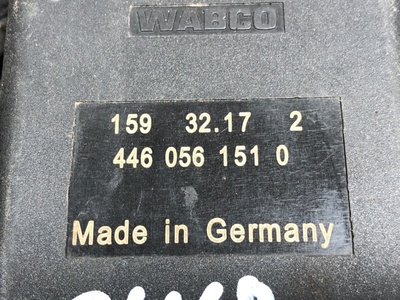 WABCO
159 32.17 2
446 056 151 0
Made in Germany